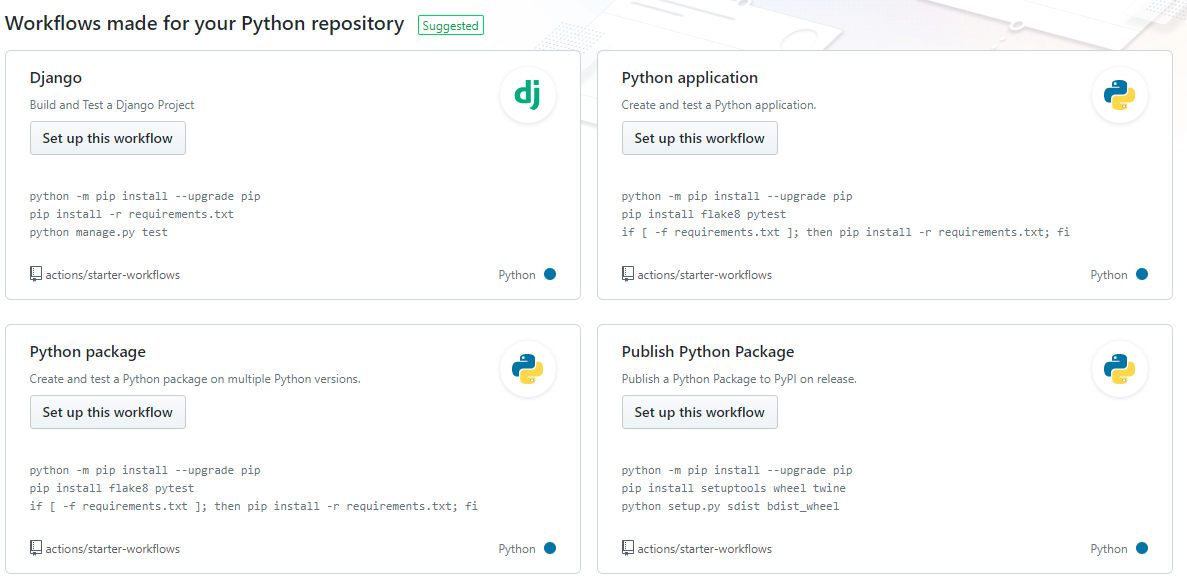 Workflows made for your Python repository Suggested
Django
dj
Build and Test a Django Project
Set up this workflow
python -m pip install --upgrade pip
pip install -r requirements.txt
python manage.py test
actions/starter-workflows Python
Python application
Create and test a Python application.
Set up this workflow
python -m pip install --upgrade pip
pip install flake8 pytest
if [ -f requirements.txt ]; then pip install -r requirements.txt; fi
actions/starter-workflows Python
Python package
Create and test a Python package on multiple Python versions.
Set up this workflow
python -m pip install --upgrade pip
pip install flake8 pytest
if [ -f requirements.txt ]; then pip install -r requirements.txt; fi
actions/starter-workflows Python
Publish Python Package
Publish a Python Package to PyPI on release.
Set up this workflow
python -m pip install --upgrade pip
pip install setuptools wheel twine
python setup.py sdist bdist_wheel
actions/starter-workflows Python